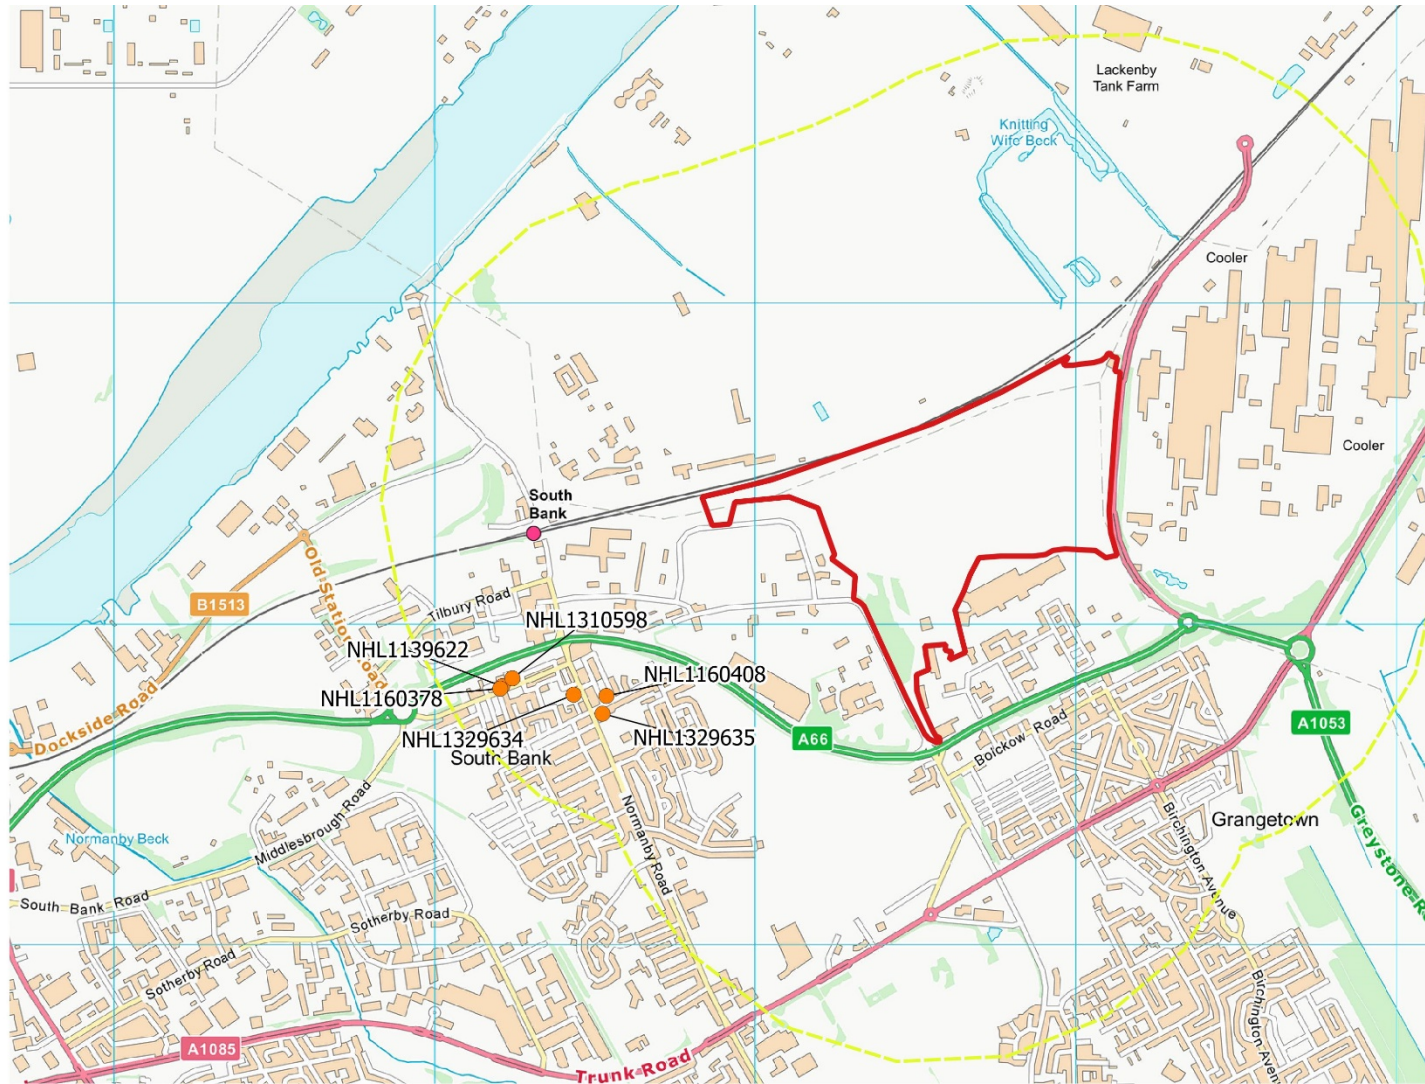 Lackenby
Tank Farm
Knitting
Wife Beck
Cooler
Cooler
South
Bank
B1513
Old Station Road
Tilbury Road
NHL1310598
NHL1139622
NHL1160408
NHL1160378
Dockside Road
NHL1329634
NHL1329635
South Bank
A66
A1053
Bolckow Road
Normanby Beck
Middlesbrough Road
Normanby Road
Grangetown
Birchington Avenue
Greystone R
South Bank Road
Sotherby Road
Sotherby Road
Birchington Aven
A1085
Trunk Road